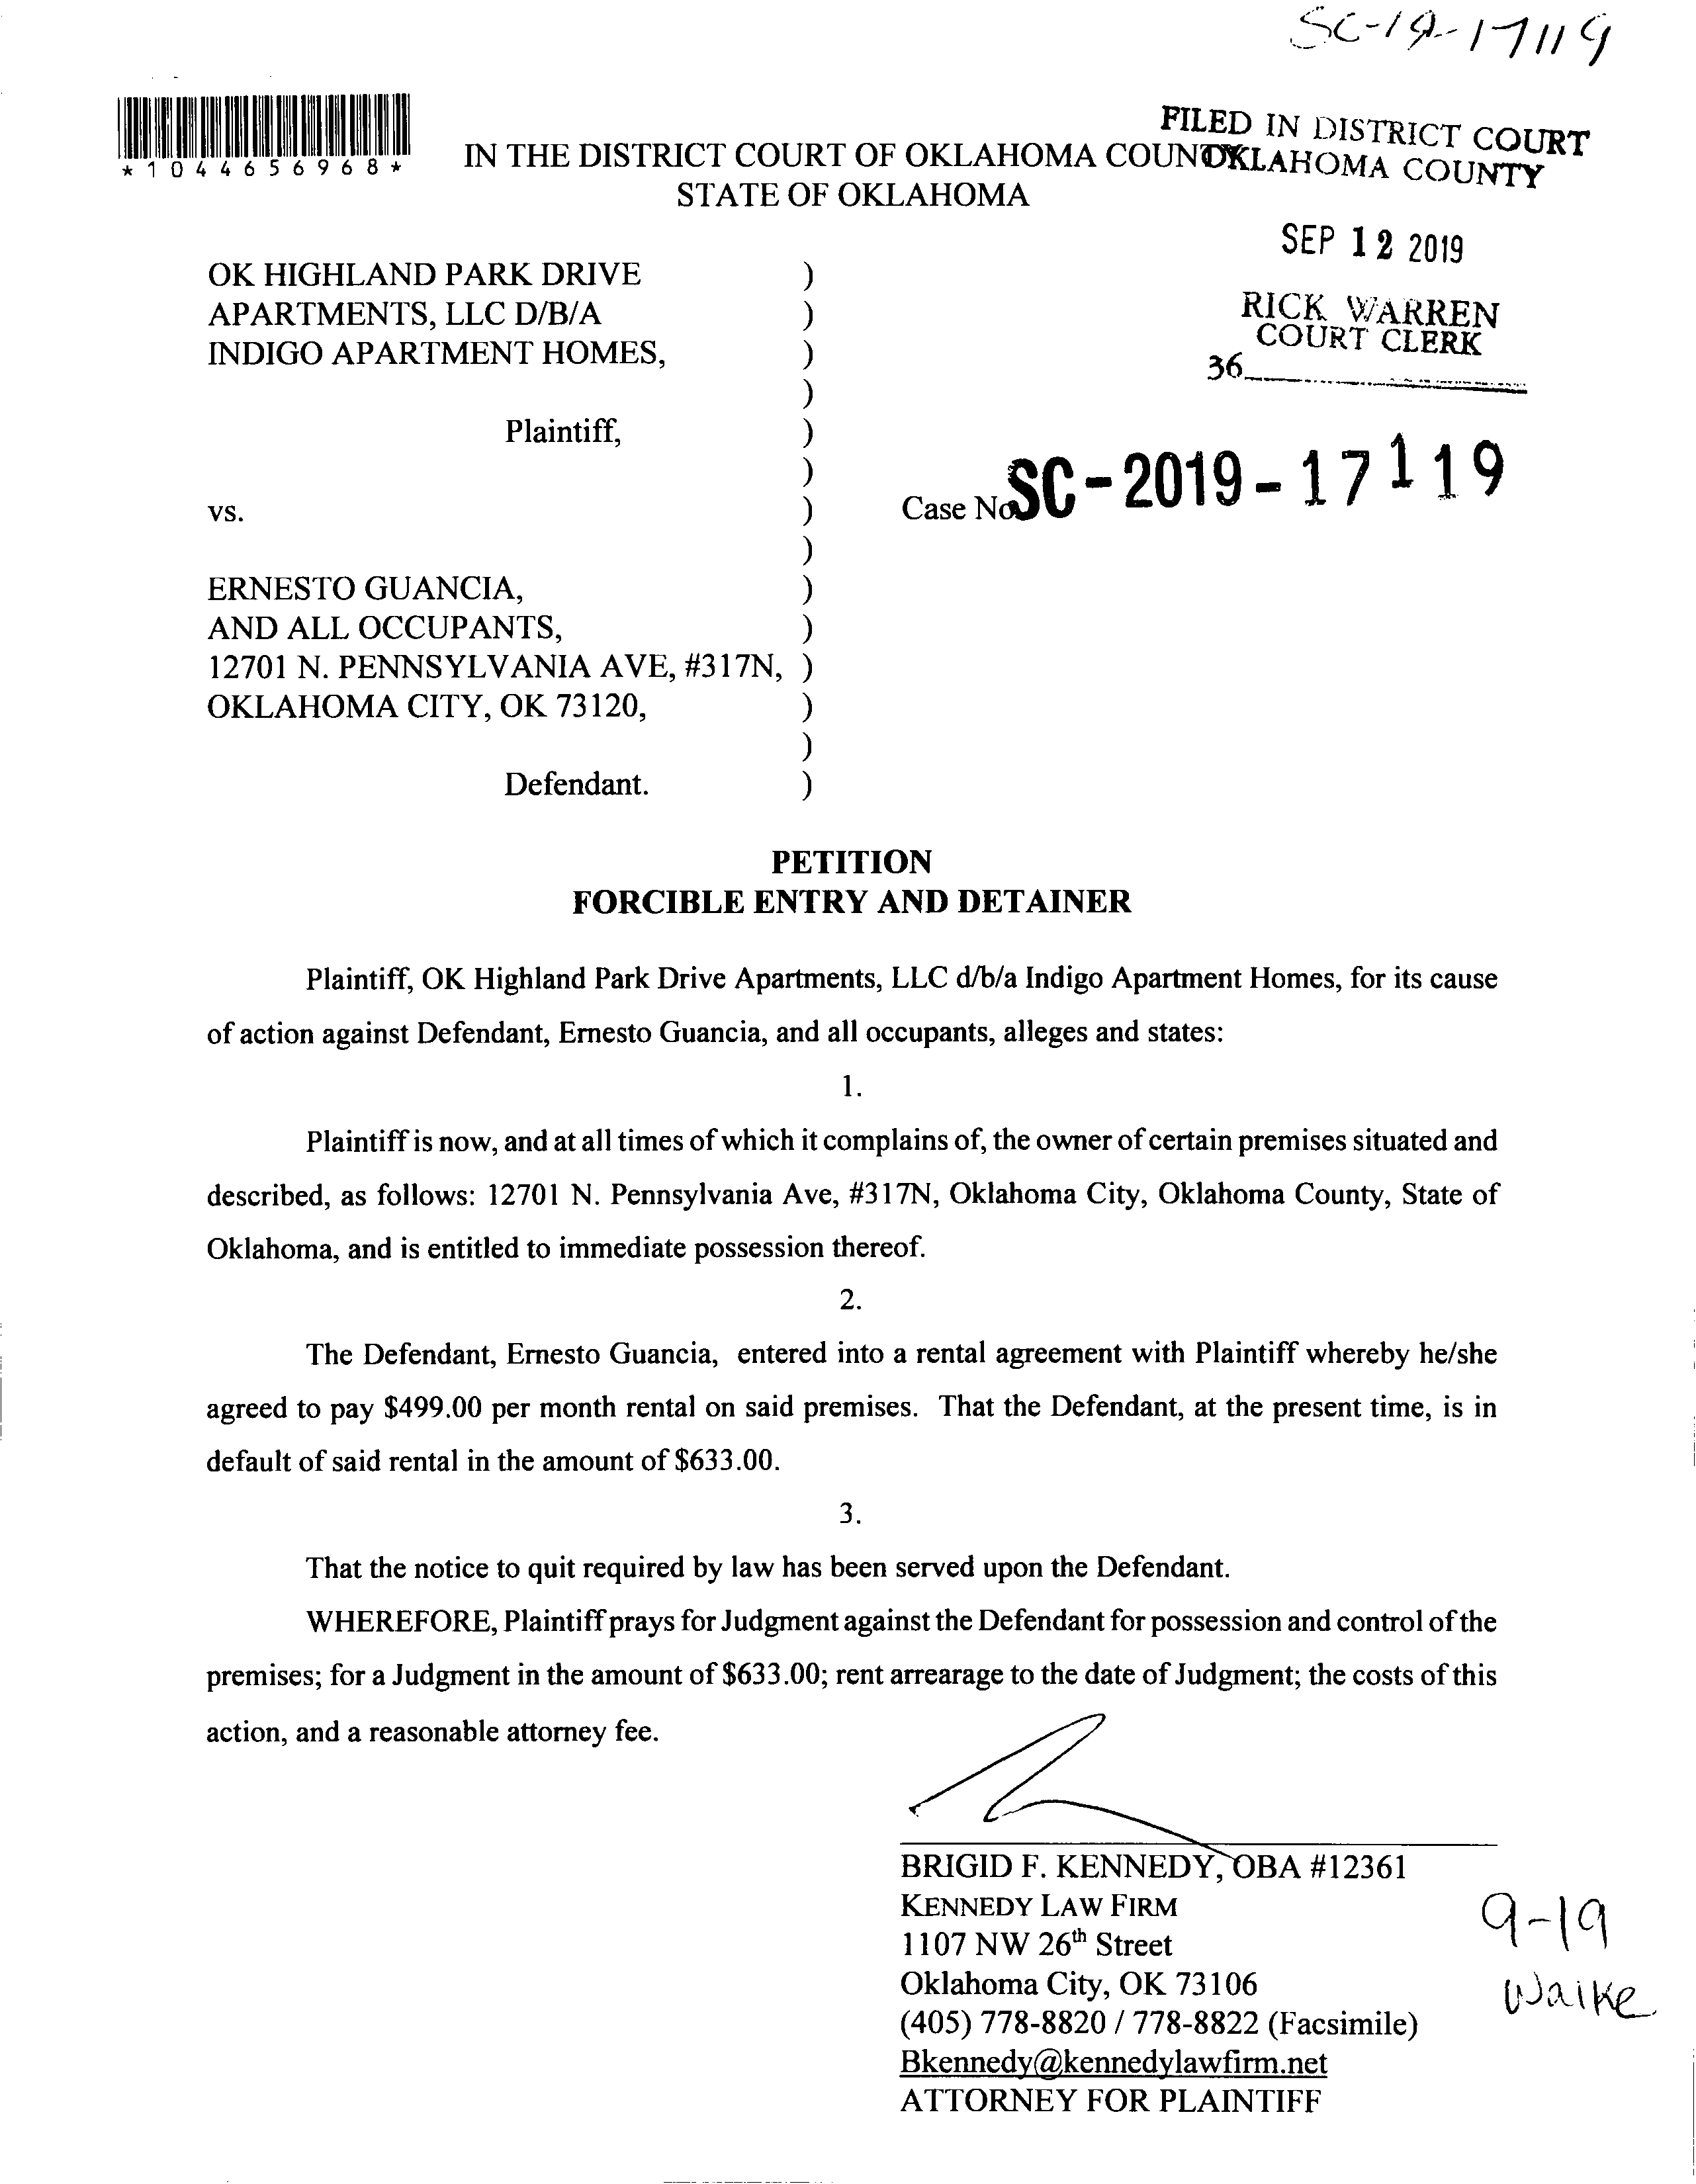 SC-19-17119
*1044656968*
FILED IN DISTRICT COURT
OKLAHOMA COUNTY
IN THE DISTRICT COURT OF OKLAHOMA COUNTY
STATE OF OKLAHOMA
SEP 12 2019
RICK WARREN
COURT CLERK
36
OK HIGHLAND PARK DRIVE )
APARTMENTS, LLC D/B/A )
INDIGO APARTMENT HOMES, )
)
Plaintiff, )
)
vs. ) Case No SC-2019-17119
)
ERNESTO GUANCIA, )
AND ALL OCCUPANTS, )
12701 N. PENNSYLVANIA AVE, #317N, )
OKLAHOMA CITY, OK 73120, )
)
Defendant. )
PETITION
FORCIBLE ENTRY AND DETAINER
Plaintiff, OK Highland Park Drive Apartments, LLC d/b/a Indigo Apartment Homes, for its cause
of action against Defendant, Ernesto Guancia, and all occupants, alleges and states:
1.
Plaintiff is now, and at all times of which it complains of, the owner of certain premises situated and
described, as follows: 12701 N. Pennsylvania Ave, #317N, Oklahoma City, Oklahoma County, State of
Oklahoma, and is entitled to immediate possession thereof.
2.
The Defendant, Ernesto Guancia, entered into a rental agreement with Plaintiff whereby he/she
agreed to pay $499.00 per month rental on said premises. That the Defendant, at the present time, is in
default of said rental in the amount of $633.00.
3.
That the notice to quit required by law has been served upon the Defendant.
WHEREFORE, Plaintiff prays for Judgment against the Defendant for possession and control of the
premises; for a Judgment in the amount of $633.00; rent arrearage to the date of Judgment; the costs of this
action, and a reasonable attorney fee.
BRIGID F. KENNEDY, OBA #12361
KENNEDY LAW FIRM
1107 NW 26th Street
Oklahoma City, OK 73106
(405) 778-8820 / 778-8822 (Facsimile)
Bkennedy@kennedylawfirm.net
ATTORNEY FOR PLAINTIFF
9-19
Waike